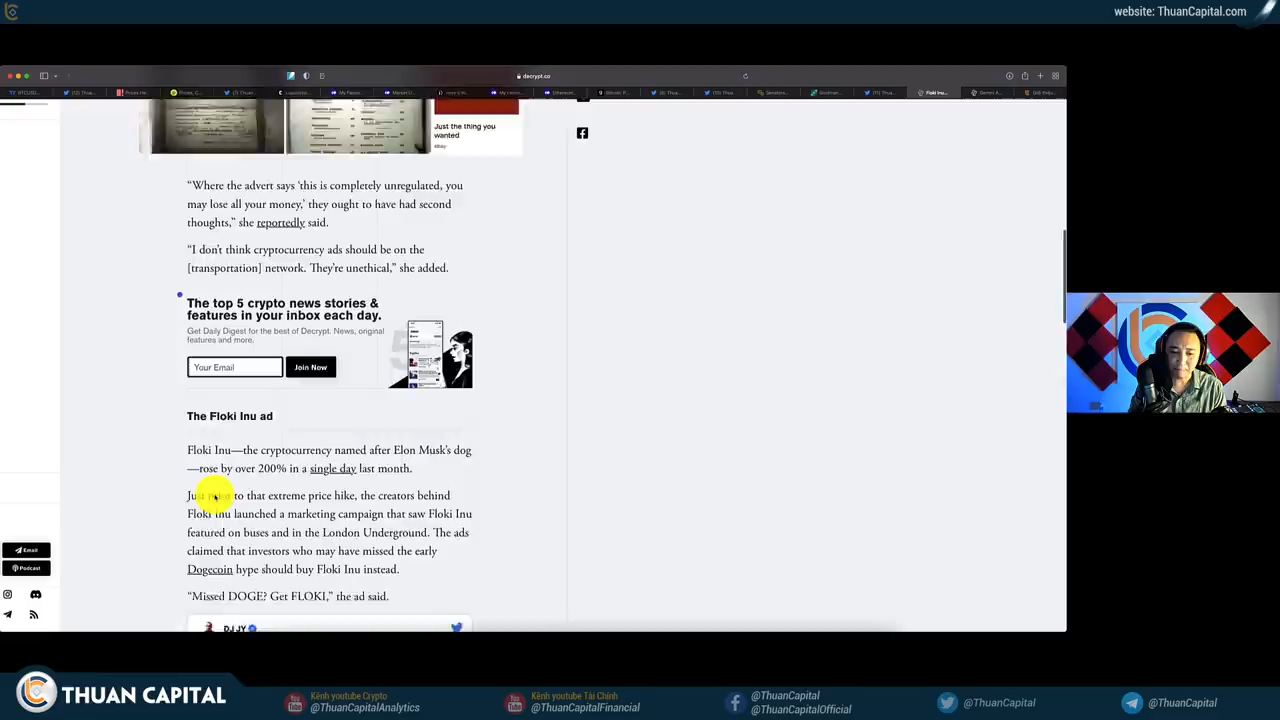 website: ThuanCapital.com
decrypt.co
Just the thing you
wanted
ebay
“Where the advert says ‘this is completely unregulated, you
may lose all your money,’ they ought to have had second
thoughts,” she reportedly said.
“I don’t think cryptocurrency ads should be on the
[transportation] network. They’re unethical,” she added.
The top 5 crypto news stories &
features in your inbox each day.
Get Daily Digest for the best of Decrypt. News, original
features and more.
Your Email
Join Now
The Floki Inu ad
Floki Inu—the cryptocurrency named after Elon Musk’s dog
—rose by over 200% in a single day last month.
Just prior to that extreme price hike, the creators behind
Floki Inu launched a marketing campaign that saw Floki Inu
featured on buses and in the London Underground. The ads
claimed that investors who may have missed the early
Dogecoin hype should buy Floki Inu instead.
“Missed DOGE? Get FLOKI,” the ad said.
DJ JY
Email
Podcast
THUAN CAPITAL
Kênh youtube Crypto
@ThuanCapitalAnalytics
Kênh youtube Tài Chính
@ThuanCapitalFinancial
@ThuanCapital
@ThuanCapitalOfficial
@ThuanCapital
@ThuanCapital